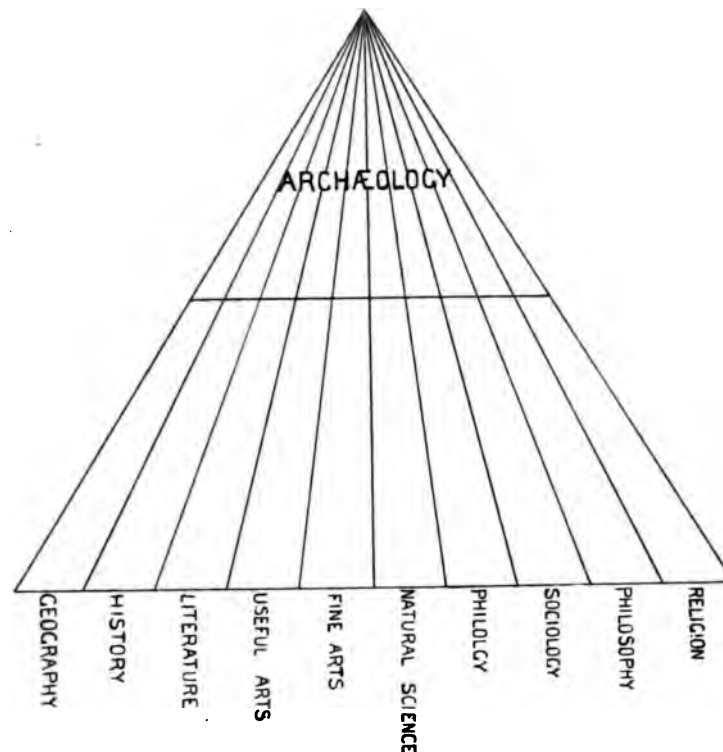 ARCHÆOLOGY
GEOGRAPHY
HISTORY
LITERATURE
USEFUL ARTS
FINE ARTS
NATURAL SCIENCE
PHILOLGY
SOCIOLOGY
PHILOSOPHY
RELIGION